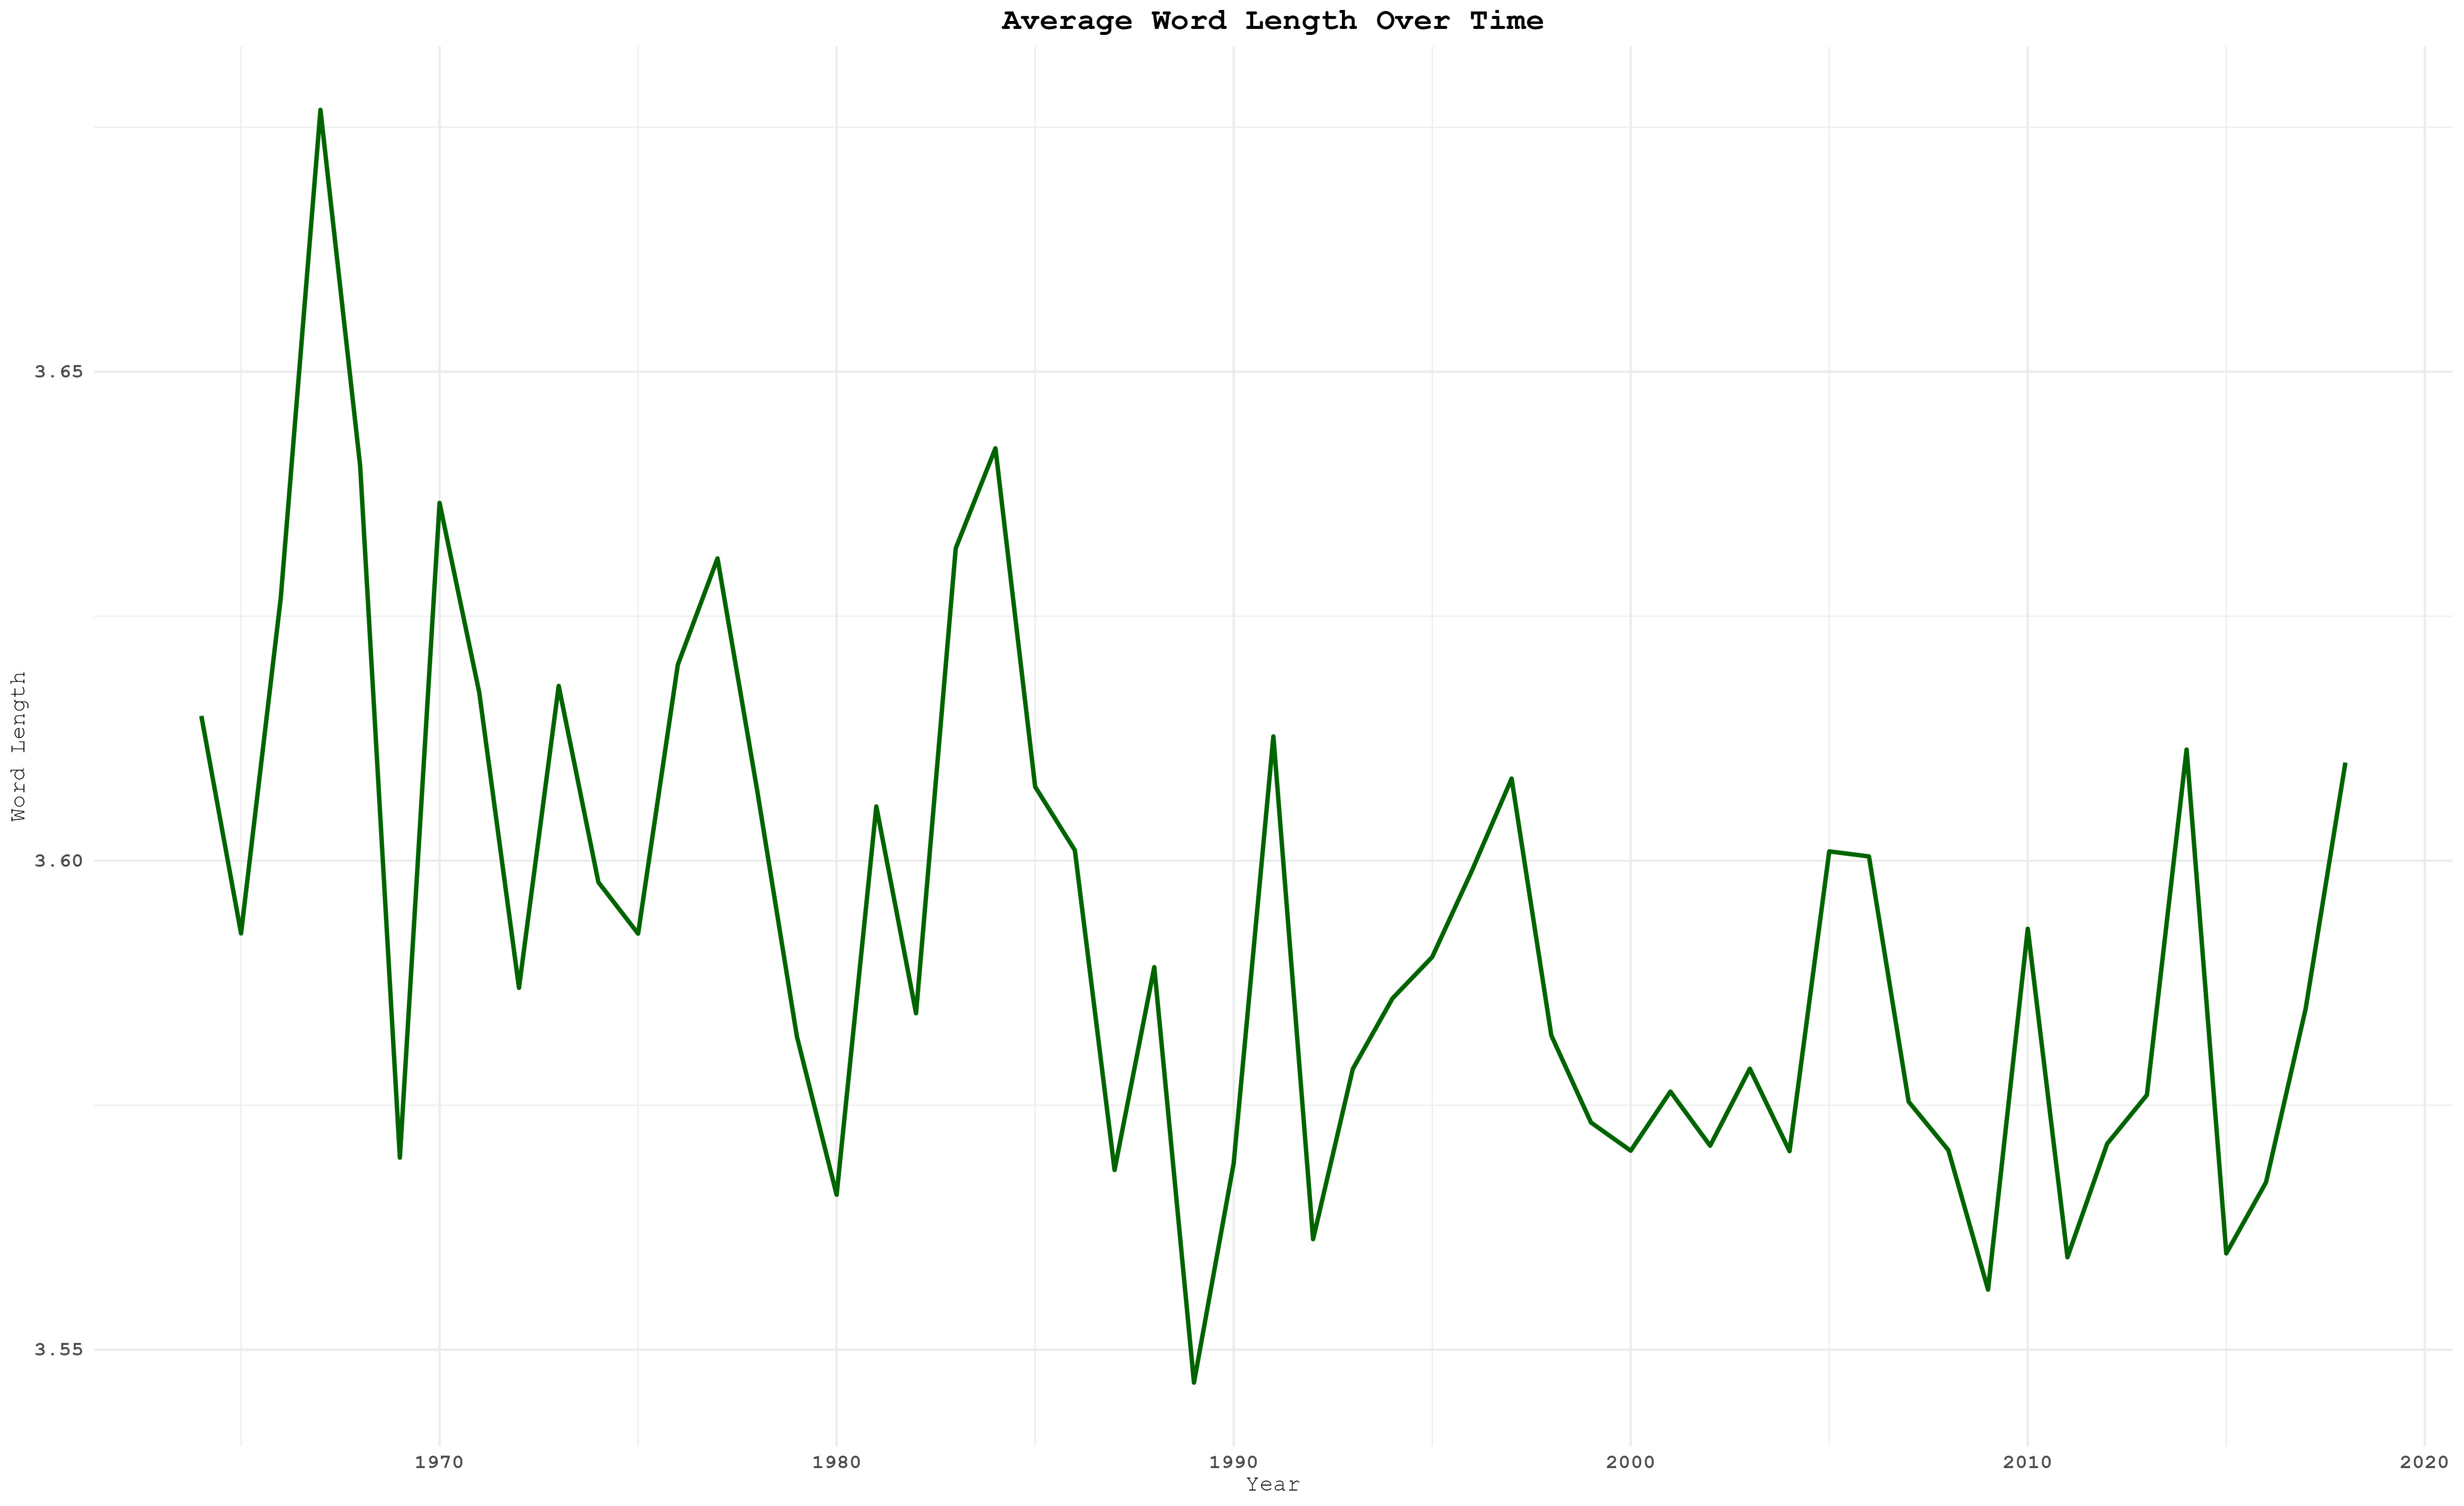 Average Word Length Over Time
Word Length
3.65
3.60
3.55
1970 1980 1990 2000 2010 2020
Year